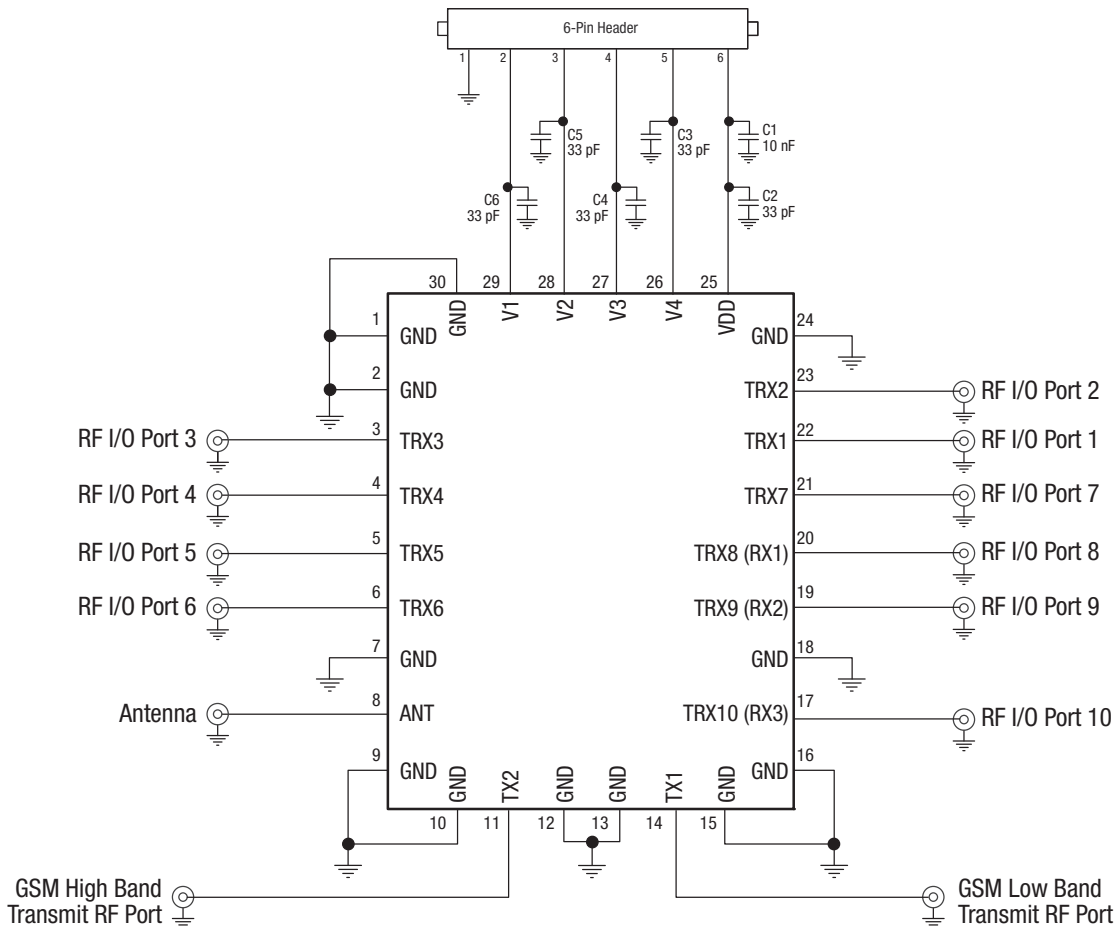 6-Pin Header
1 2 3 4 5 6
C5
33 pF
C3
33 pF
C1
10 nF
C6
33 pF
C4
33 pF
C2
33 pF
30 29 28 27 26 25
GND V1 V2 V3 V4 VDD
1 GND
GND 24
2 GND
TRX2 23 RF I/O Port 2
RF I/O Port 3 3 TRX3
TRX1 22 RF I/O Port 1
RF I/O Port 4 4 TRX4
TRX7 21 RF I/O Port 7
RF I/O Port 5 5 TRX5
TRX8 (RX1) 20 RF I/O Port 8
RF I/O Port 6 6 TRX6
TRX9 (RX2) 19 RF I/O Port 9
7 GND
GND 18
Antenna 8 ANT
TRX10 (RX3) 17 RF I/O Port 10
9 GND
GND 16
GND TX2 GND GND TX1 GND
10 11 12 13 14 15
GSM High Band
Transmit RF Port
GSM Low Band
Transmit RF Port